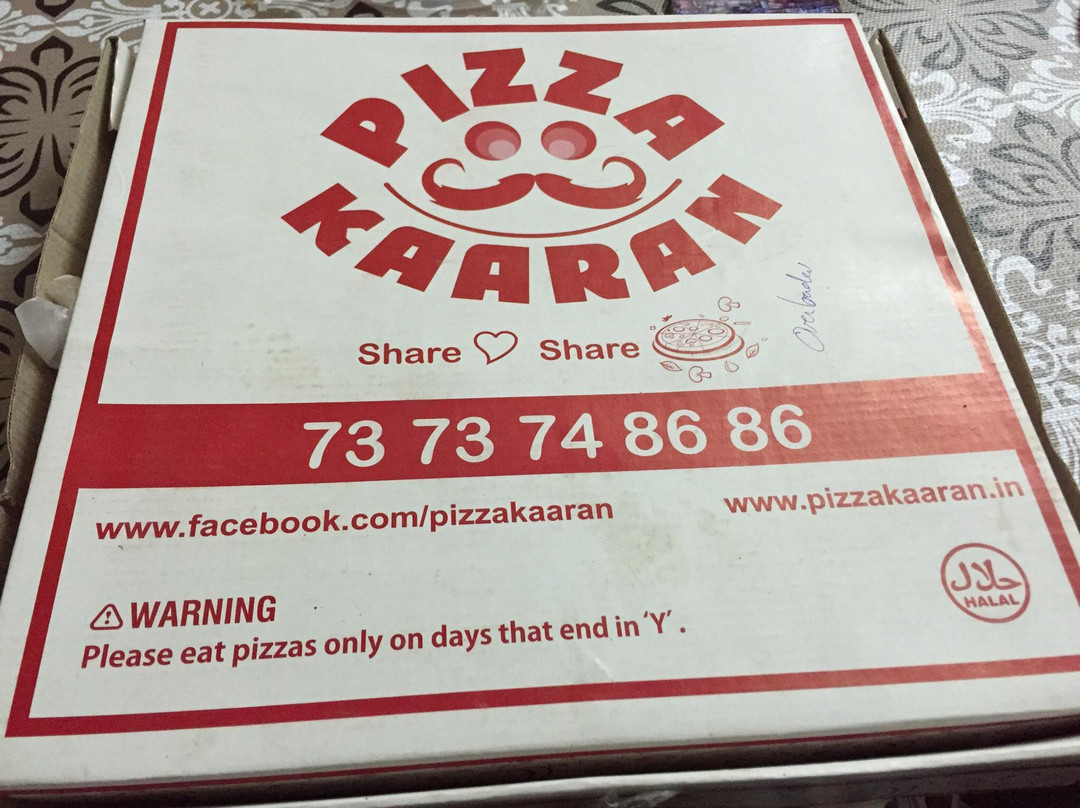 PIZZA
KAARAN
Share Share
Overloaded
73 73 74 86 86
www.facebook.com/pizzakaaran
www.pizzakaaran.in
حلال
HALAL
WARNING
Please eat pizzas only on days that end in 'Y' .